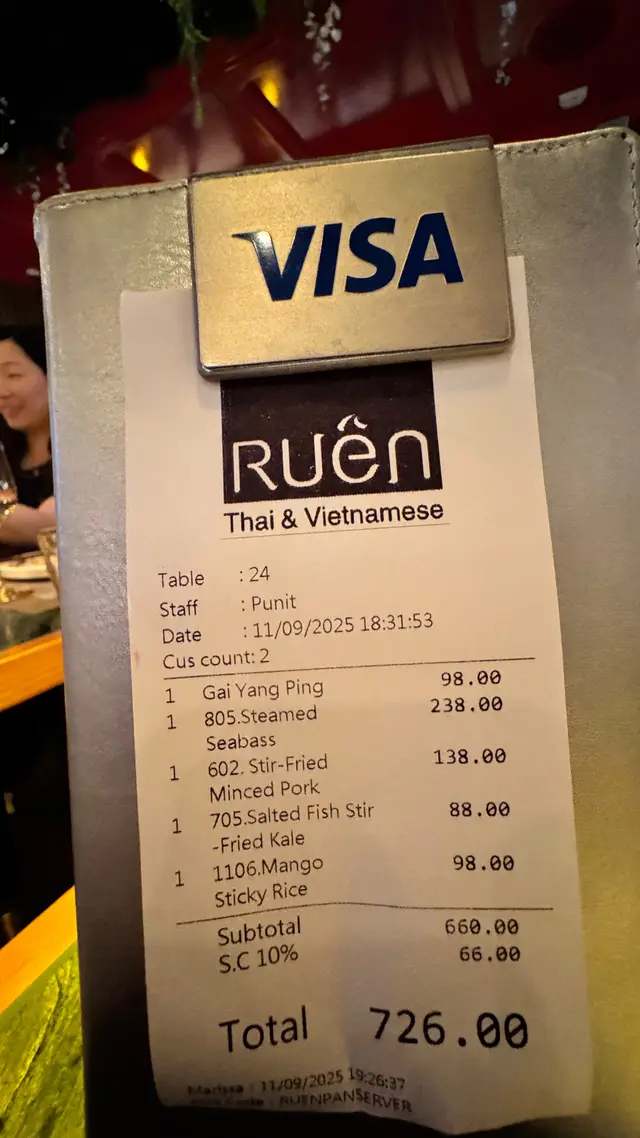 VISA
RUên
Thai & Vietnamese
Table : 24
Staff : Punit
Date : 11/09/2025 18:31:53
Cus count: 2
1 Gai Yang Ping 98.00
1 805.Steamed 238.00
Seabass
1 602. Stir-Fried 138.00
Minced Pork
1 705.Salted Fish Stir 88.00
-Fried Kale
1 1106.Mango 98.00
Sticky Rice
Subtotal 660.00
S.C 10% 66.00
Total 726.00
Marissa : 11/09/2025 19:26:37
: RUENPANSERVER